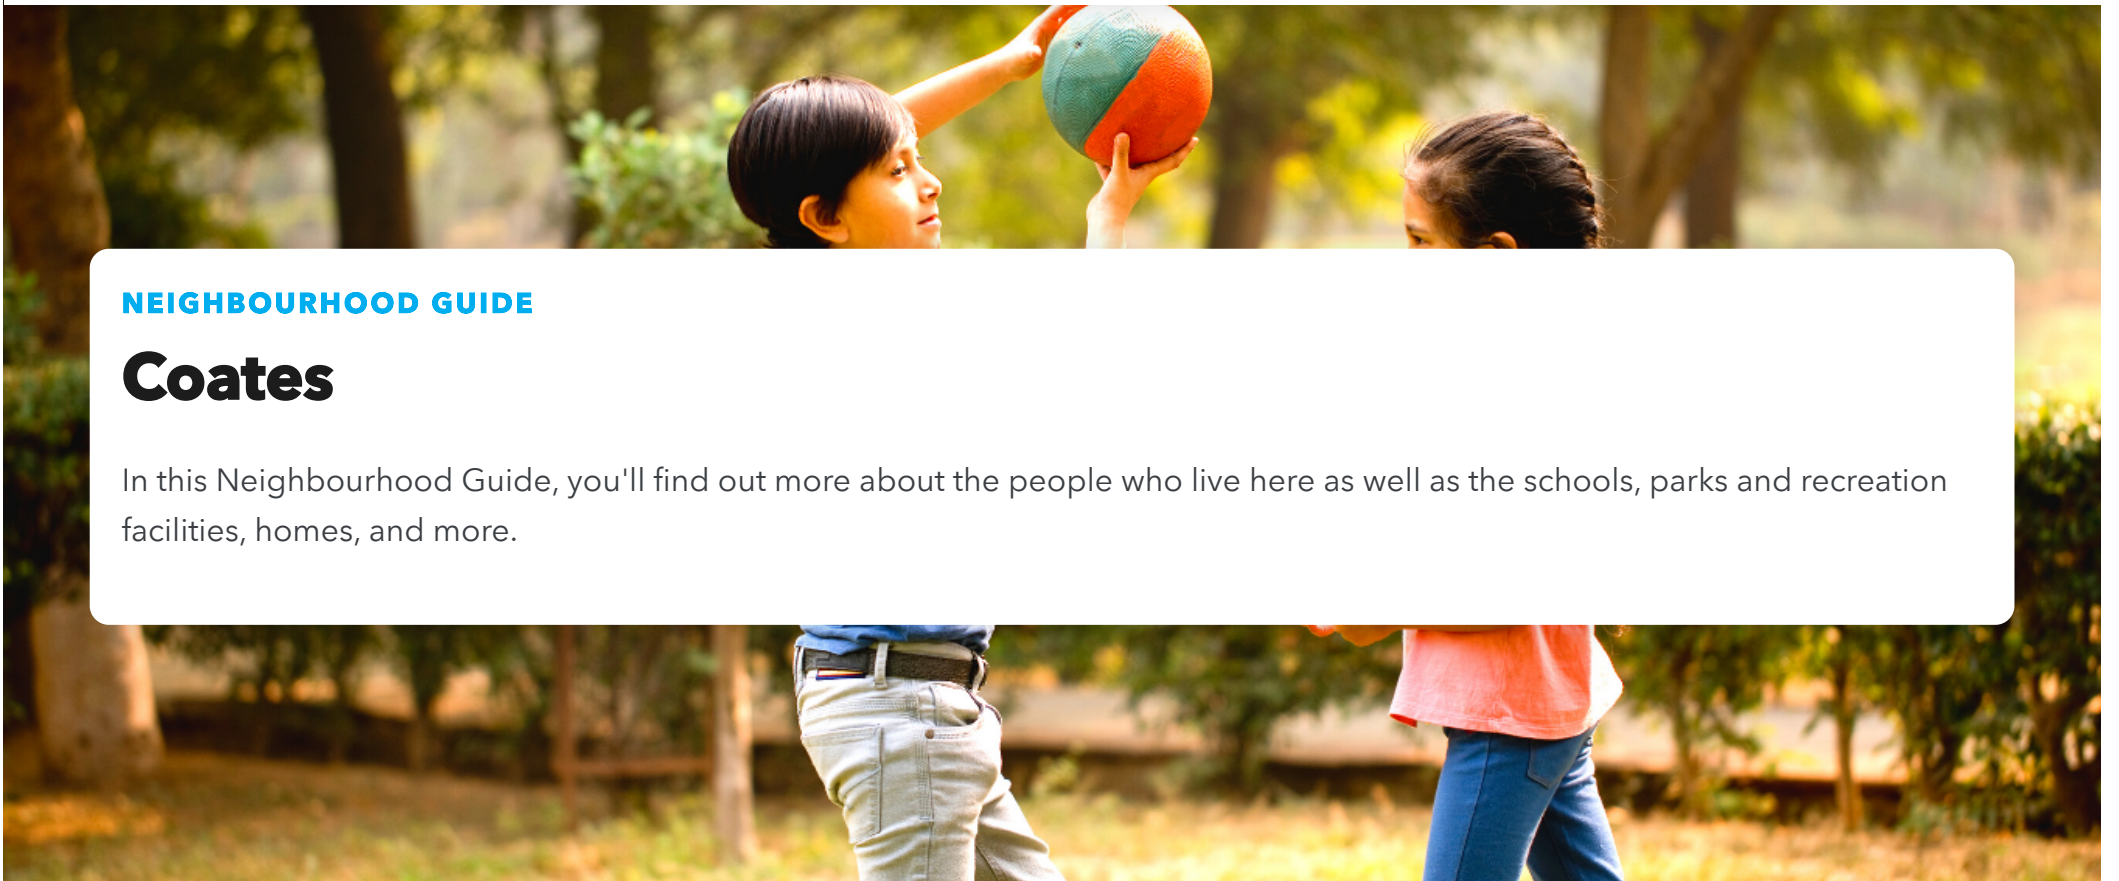 NEIGHBOURHOOD GUIDE
Coates
In this Neighbourhood Guide, you'll find out more about the people who live here as well as the schools, parks and recreation
facilities, homes, and more.